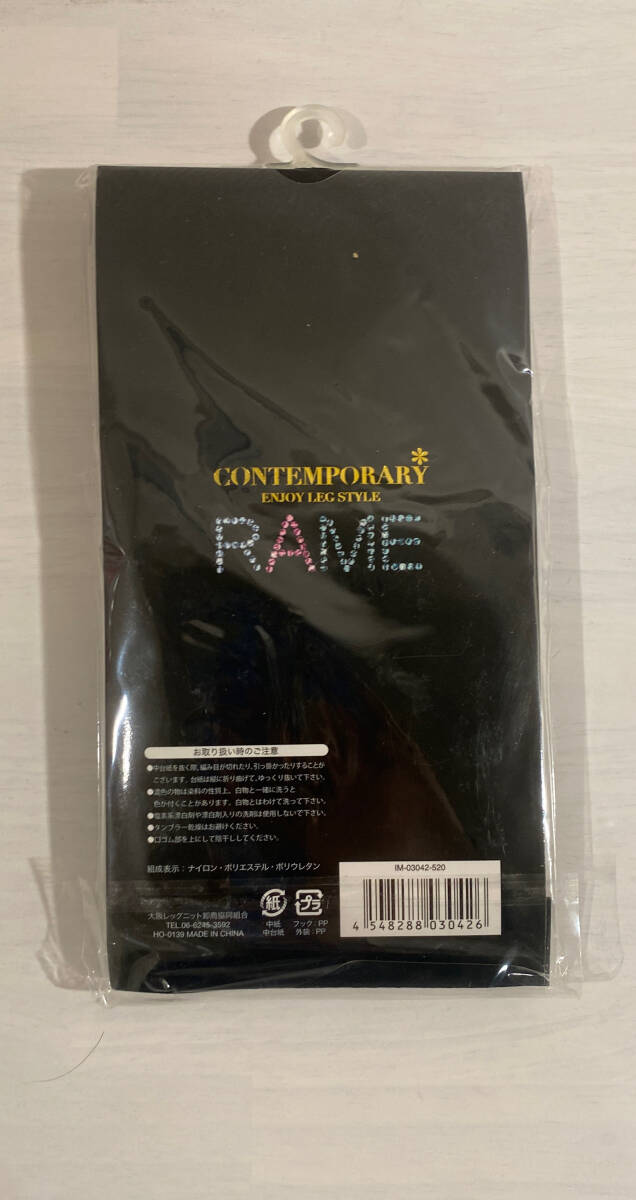 CONTEMPORARY*
ENJOY LEG STYLE
RAME
お取り扱い時のご注意
●中台紙を抜く際、編み目が切れたり、引っ掛かったりすることが
ございます。台紙は縦に折り曲げて、ゆっくり抜いて下さい。
●濃色の物は染料の性質上、白物と一緒に洗うと
色が付くことがあります。白物とはわけて洗って下さい。
●塩素系漂白剤や漂白剤入りの洗剤は使用しないで下さい。
●タンブラー乾燥はお避けください。
●口ゴム部を上にして陰干ししてください。
組成表示:ナイロン・ポリエステル・ポリウレタン
大阪レッグニット卸商協同組合
TEL.06-6245-3592
HO-0139 MADE IN CHINA
紙
中紙
中台紙
プラ
フック:PP
外袋:PP
IM-03042-520
4 548288 030426